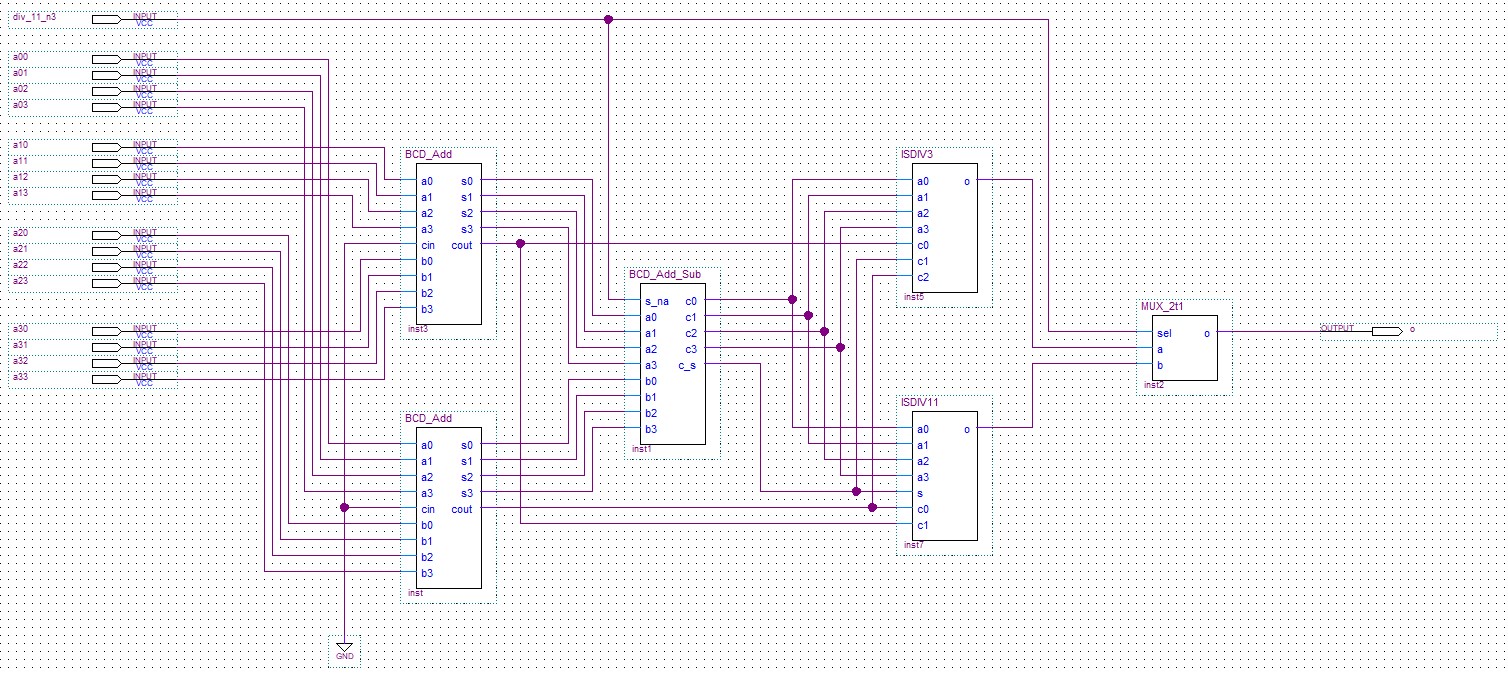 div_11_n3 INPUT
VCC
a00 INPUT
VCC
a01 INPUT
VCC
a02 INPUT
VCC
a03 INPUT
VCC
a10 INPUT
VCC
a11 INPUT
VCC
a12 INPUT
VCC
a13 INPUT
VCC
a20 INPUT
VCC
a21 INPUT
VCC
a22 INPUT
VCC
a23 INPUT
VCC
a30 INPUT
VCC
a31 INPUT
VCC
a32 INPUT
VCC
a33 INPUT
VCC
BCD_Add
a0 s0
a1 s1
a2 s2
a3 s3
cin cout
b0
b1
b2
b3
inst3
BCD_Add
a0 s0
a1 s1
a2 s2
a3 s3
cin cout
b0
b1
b2
b3
inst
GND
BCD_Add_Sub
s_na c0
a0 c1
a1 c2
a2 c3
a3 c_s
b0
b1
b2
b3
inst1
ISDIV3
a0 o
a1
a2
a3
c0
c1
c2
inst5
ISDIV11
a0 o
a1
a2
a3
s
c0
c1
inst7
MUX_2t1
sel o
a
b
inst2
OUTPUT o